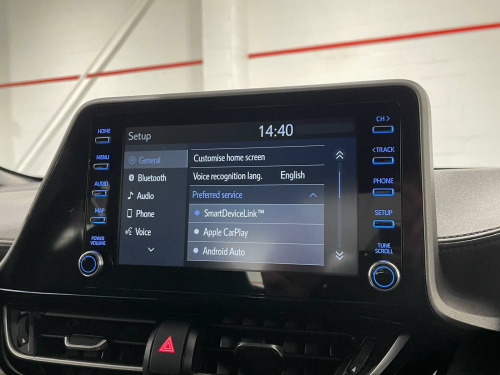 HOME
MENU
AUDIO
MAP
POWER
VOLUME
Setup
14:40
General
Bluetooth
Audio
Phone
Voice
Customise home screen
Voice recognition lang. English
Preferred service
SmartDeviceLink™
Apple CarPlay
Android Auto
CH >
< TRACK
PHONE
SETUP
TUNE
SCROLL